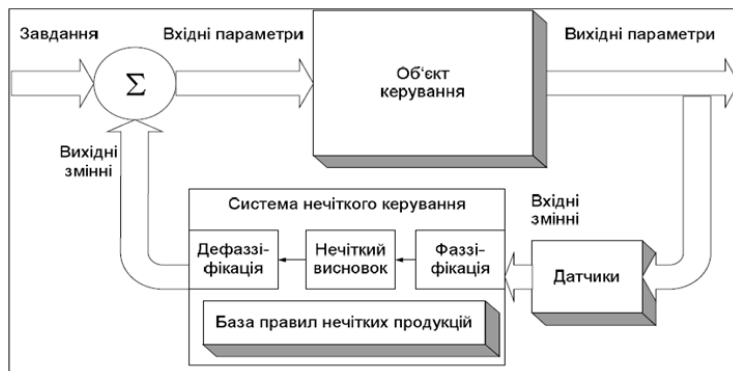 Завдання
Вхідні параметри
Вихідні параметри
Σ
Об'єкт
керування
Вихідні
змінні
Вхідні
змінні
Система нечіткого керування
Дефаззі-
фікація
Нечіткий
висновок
Фаззі-
фікація
Датчики
База правил нечітких продукцій